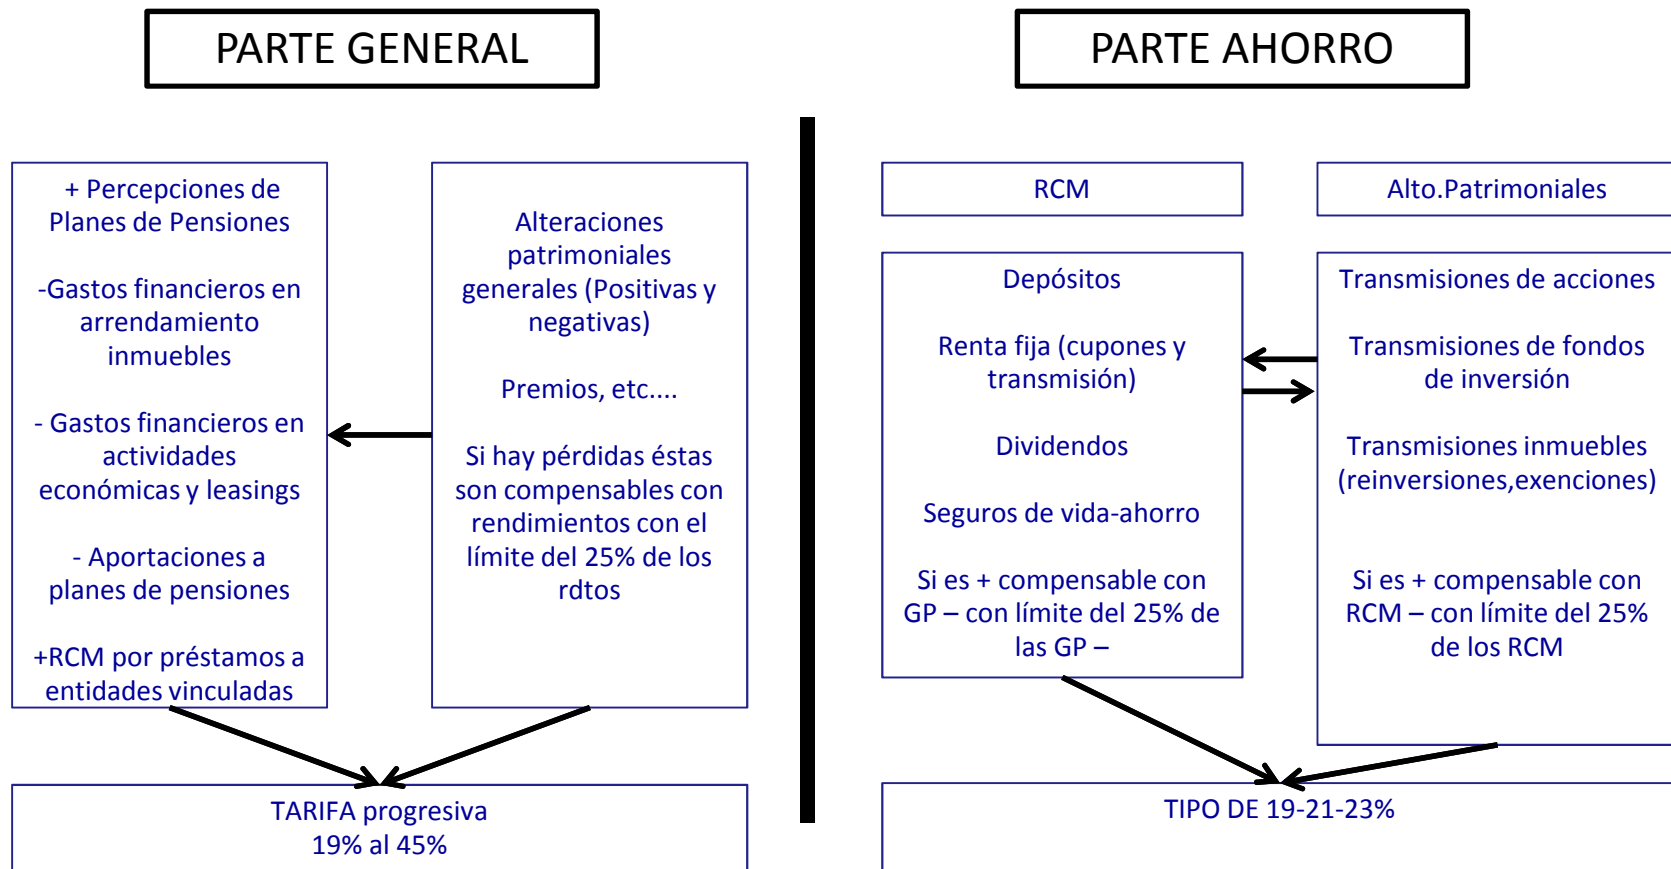 PARTE GENERAL
PARTE AHORRO
+ Percepciones de
Planes de Pensiones
-Gastos financieros en
arrendamiento
inmuebles
- Gastos financieros en
actividades
económicas y leasings
- Aportaciones a
planes de pensiones
+RCM por préstamos a
entidades vinculadas
Alteraciones
patrimoniales
generales (Positivas y
negativas)
Premios, etc....
Si hay pérdidas éstas
son compensables con
rendimientos con el
límite del 25% de los
rdtos
TARIFA progresiva
19% al 45%
RCM
Depósitos
Renta fija (cupones y
transmisión)
Dividendos
Seguros de vida-ahorro
Si es + compensable con
GP – con límite del 25% de
las GP –
Alto.Patrimoniales
Transmisiones de acciones
Transmisiones de fondos
de inversión
Transmisiones inmuebles
(reinversiones,exenciones)
Si es + compensable con
RCM – con límite del 25%
de los RCM
TIPO DE 19-21-23%